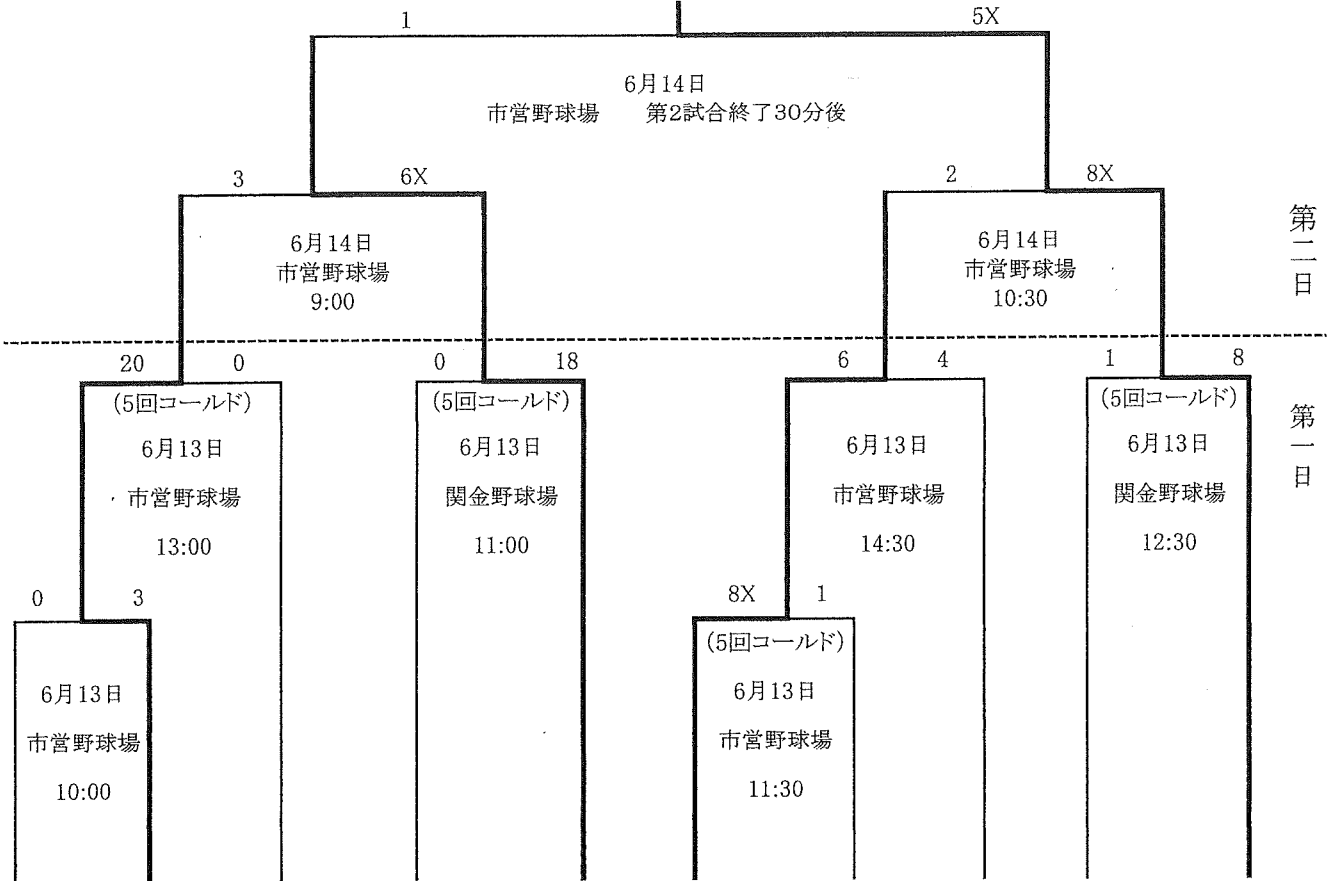 1
5X
6月14日
市営野球場 第2試合終了30分後
3
6X
2
8X
6月14日
市営野球場
9:00
6月14日
市営野球場
10:30
第二日
20
0
0
18
6
4
1
8
(5回コールド)
6月13日
市営野球場
13:00
(5回コールド)
6月13日
関金野球場
11:00
6月13日
市営野球場
14:30
(5回コールド)
6月13日
関金野球場
12:30
第一日
0
3
8X
1
6月13日
市営野球場
10:00
(5回コールド)
6月13日
市営野球場
11:30